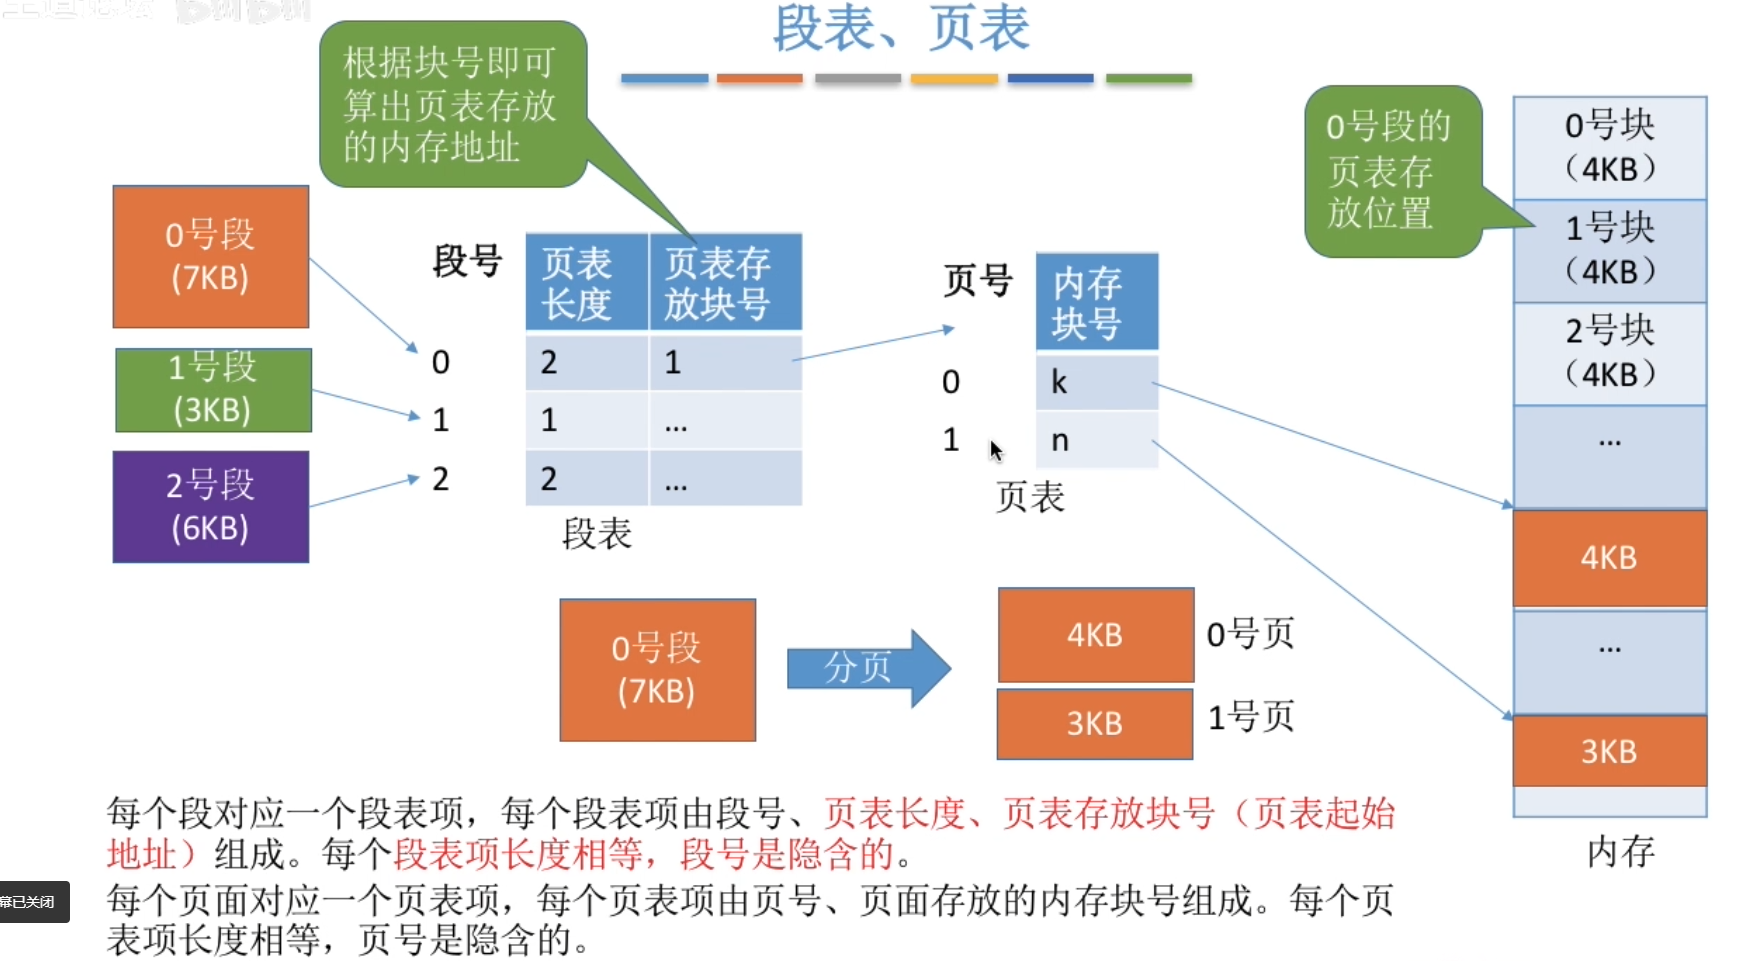 段表、页表
根据块号即可
算出页表存放
的内存地址
0号段
(7KB)
1号段
(3KB)
2号段
(6KB)
段号
页表
长度
页表存
放块号
0
2
1
1
1
...
2
2
...
段表
页号
内存
块号
0
k
1
n
页表
0号段的
页表存
放位置
0号块
（4KB）
1号块
（4KB）
2号块
（4KB）
...
4KB
...
3KB
内存
0号段
(7KB)
分页
4KB
0号页
3KB
1号页
每个段对应一个段表项，每个段表项由段号、页表长度、页表存放块号（页表起始
地址）组成。每个段表项长度相等，段号是隐含的。
每个页面对应一个页表项，每个页表项由页号、页面存放的内存块号组成。每个页
表项长度相等，页号是隐含的。
幕已关闭